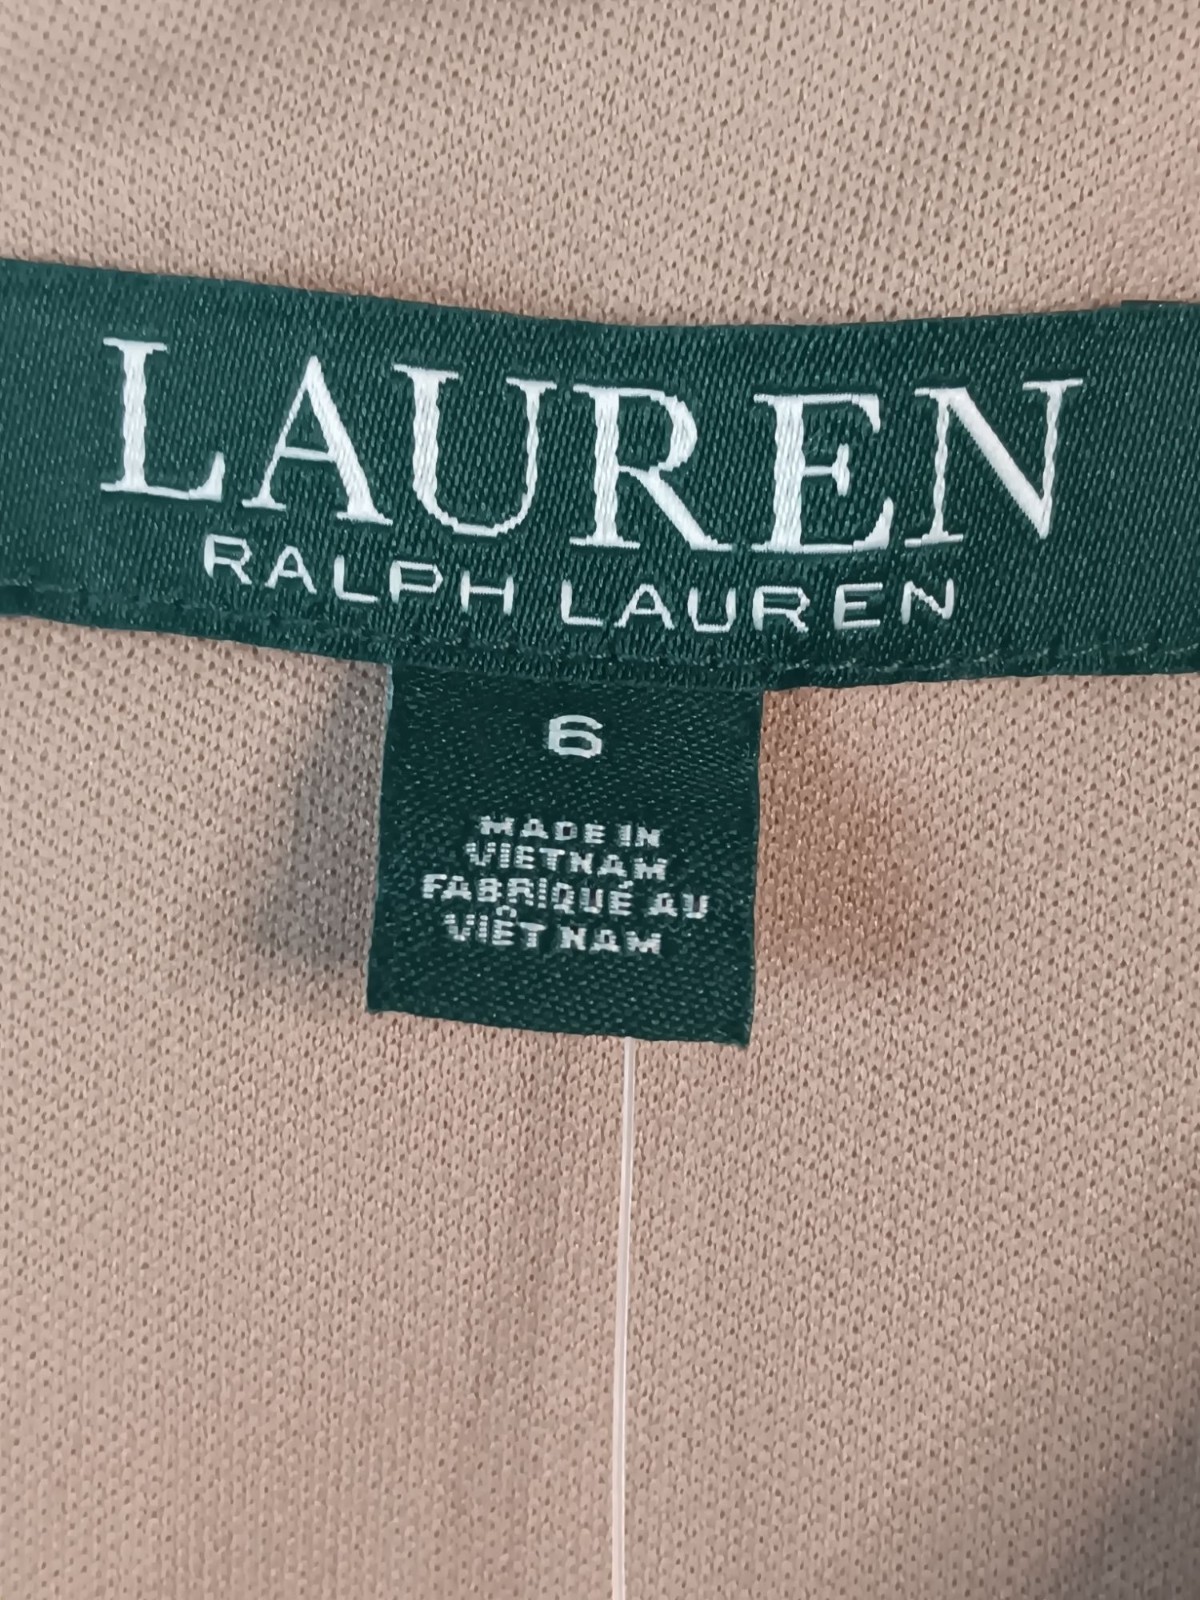 LAUREN
RALPH LAUREN
6
MADE IN
VIETNAM
FABRIQUÉ AU
VIÊT NAM